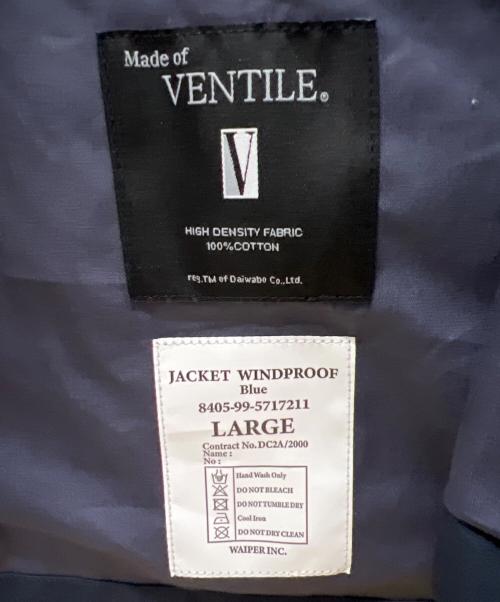 Made of
VENTILE®
V
HIGH DENSITY FABRIC
100%COTTON
reg.TM of Daiwabo Co.,Ltd.
JACKET WINDPROOF
Blue
8405-99-5717211
LARGE
Contract No.DC2A/2000
Name :
No :
Hand Wash Only
DO NOT BLEACH
DO NOT TUMBLE DRY
Cool Iron
DO NOT DRY CLEAN
WAIPER INC.